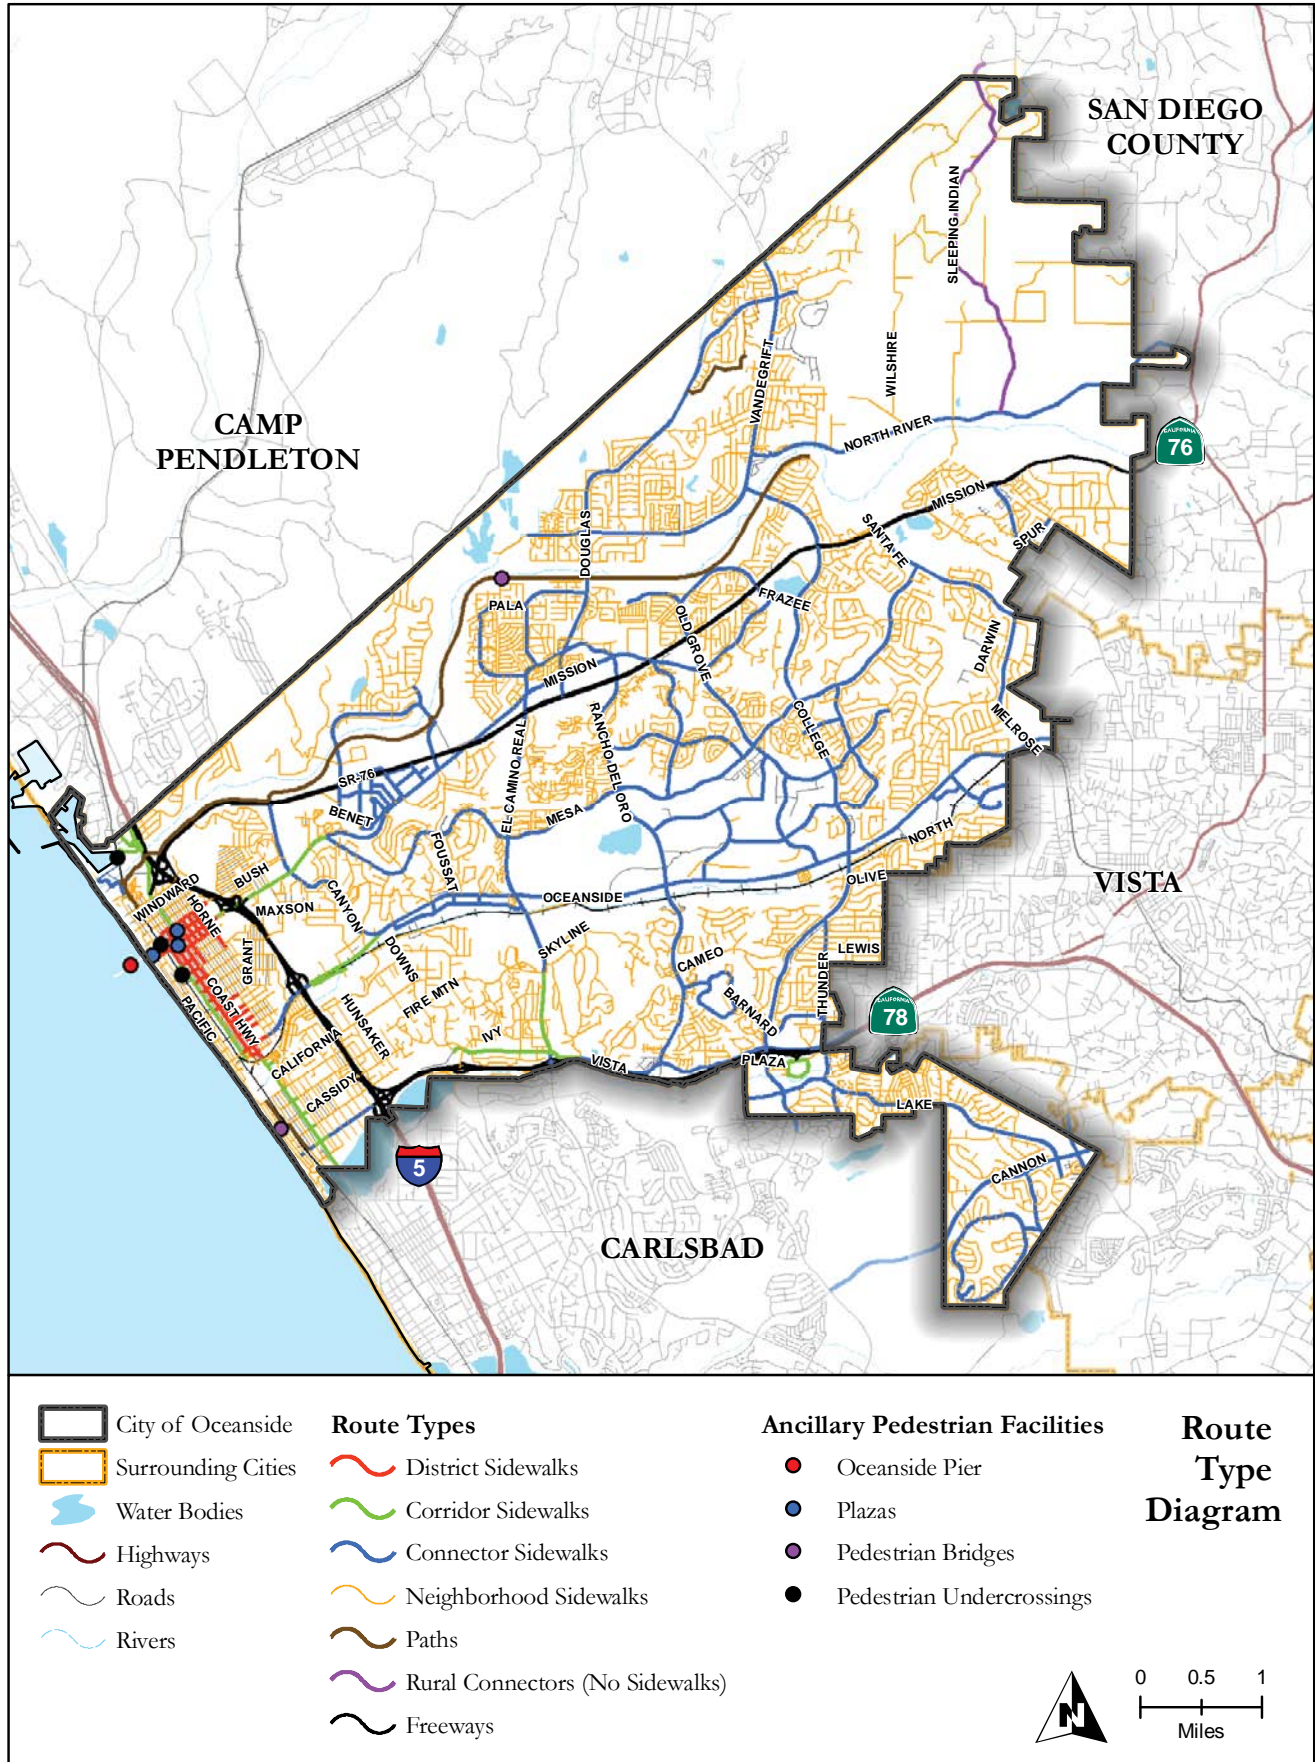 SAN DIEGO
COUNTY
SLEEPING INDIAN
VANDEGRIFT
WILSHIRE
CAMP
PENDLETON
NORTH RIVER
CALIFORNIA
76
MISSION
DOUGLAS
SANTA FE
SPUR
PALA
FRAZEE
OLD GROVE
DARWIN
MISSION
RANCHO DEL ORO
COLLEGE
MELROSE
EL CAMINO REAL
SR-76
BENET
MESA
FOUSSAT
NORTH
WINDWARD
HORNE
BUSH
MAXSON
CANYON
OCEANSIDE
OLIVE
VISTA
GRANT
DOWNS
SKYLINE
CAMEO
LEWIS
THUNDER
COAST HWY
PACIFIC
HUNSAKER
FIRE MTN
BARNARD
CALIFORNIA
78
CALIFORNIA
IVY
VISTA
PLAZA
CASSIDY
LAKE
5
CANNON
CARLSBAD
City of Oceanside
Surrounding Cities
Water Bodies
Highways
Roads
Rivers
Route Types
District Sidewalks
Corridor Sidewalks
Connector Sidewalks
Neighborhood Sidewalks
Paths
Rural Connectors (No Sidewalks)
Freeways
Ancillary Pedestrian Facilities
Oceanside Pier
Plazas
Pedestrian Bridges
Pedestrian Undercrossings
Route
Type
Diagram
N
0 0.5 1
Miles